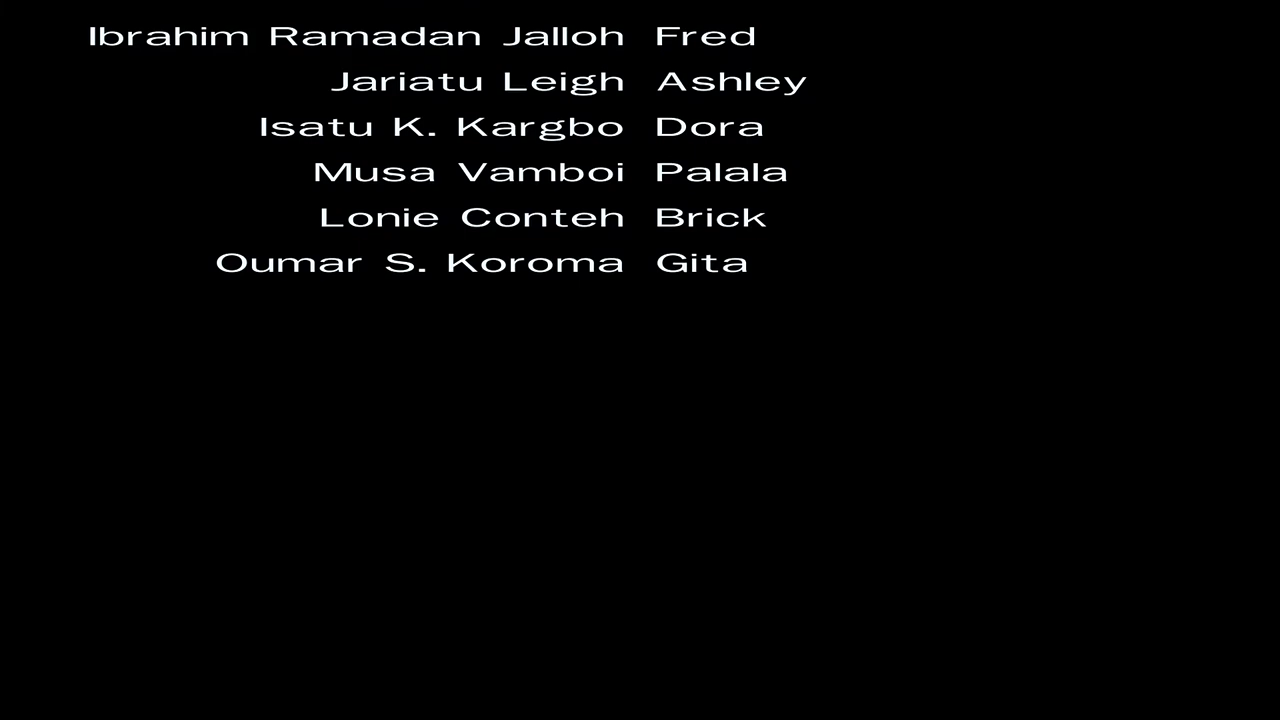 Ibrahim Ramadan Jalloh Fred
Jariatu Leigh Ashley
Isatu K. Kargbo Dora
Musa Vamboi Palala
Lonie Conteh Brick
Oumar S. Koroma Gita